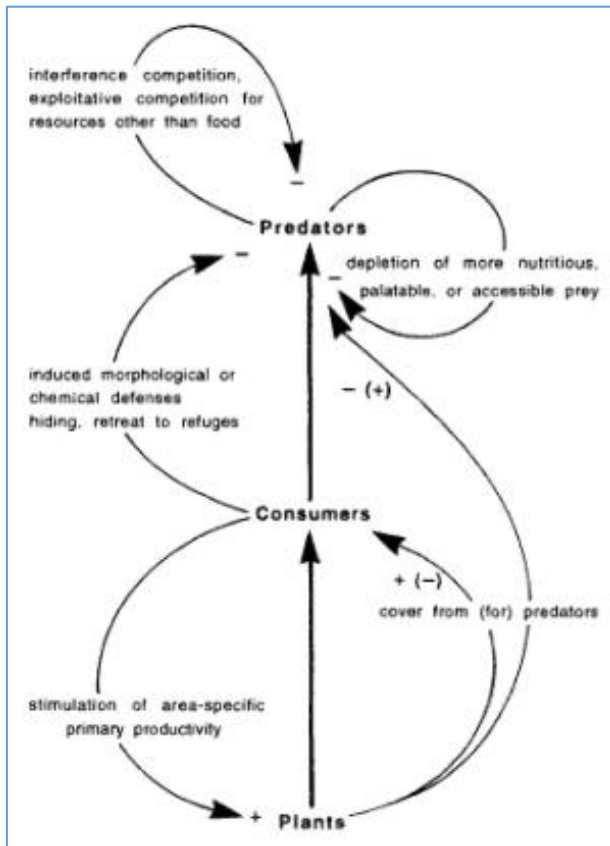 interference competition,
exploitative competition for
resources other than food
−
Predators
−
depletion of more nutritious,
palatable, or accessible prey
−
− (+)
induced morphological or
chemical defenses
hiding, retreat to refuges
Consumers
+ (−)
cover from (for) predators
stimulation of area-specific
primary productivity
+ Plants